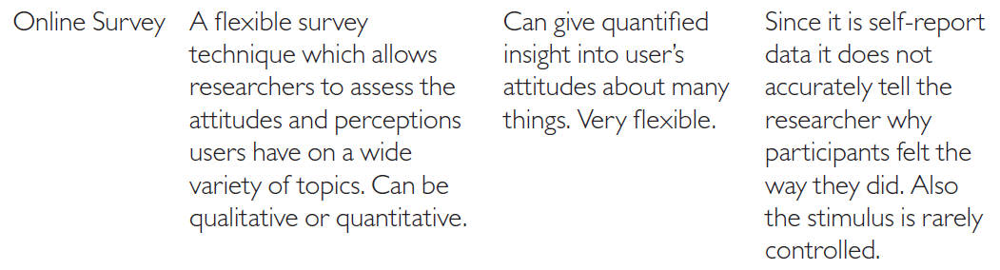 Online Survey
A flexible survey
technique which allows
researchers to assess the
attitudes and perceptions
users have on a wide
variety of topics. Can be
qualitative or quantitative.
Can give quantified
insight into user’s
attitudes about many
things. Very flexible.
Since it is self-report
data it does not
accurately tell the
researcher why
participants felt the
way they did. Also
the stimulus is rarely
controlled.